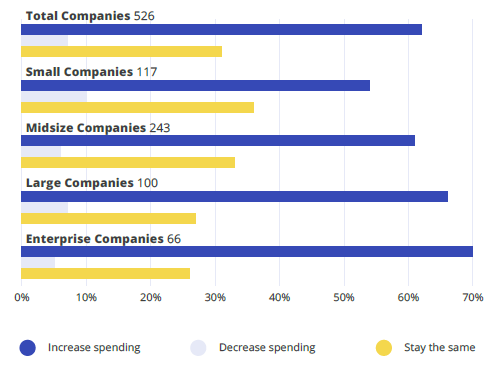 Total Companies 526
Small Companies 117
Midsize Companies 243
Large Companies 100
Enterprise Companies 66
0% 10% 20% 30% 40% 50% 60% 70%
Increase spending Decrease spending Stay the same